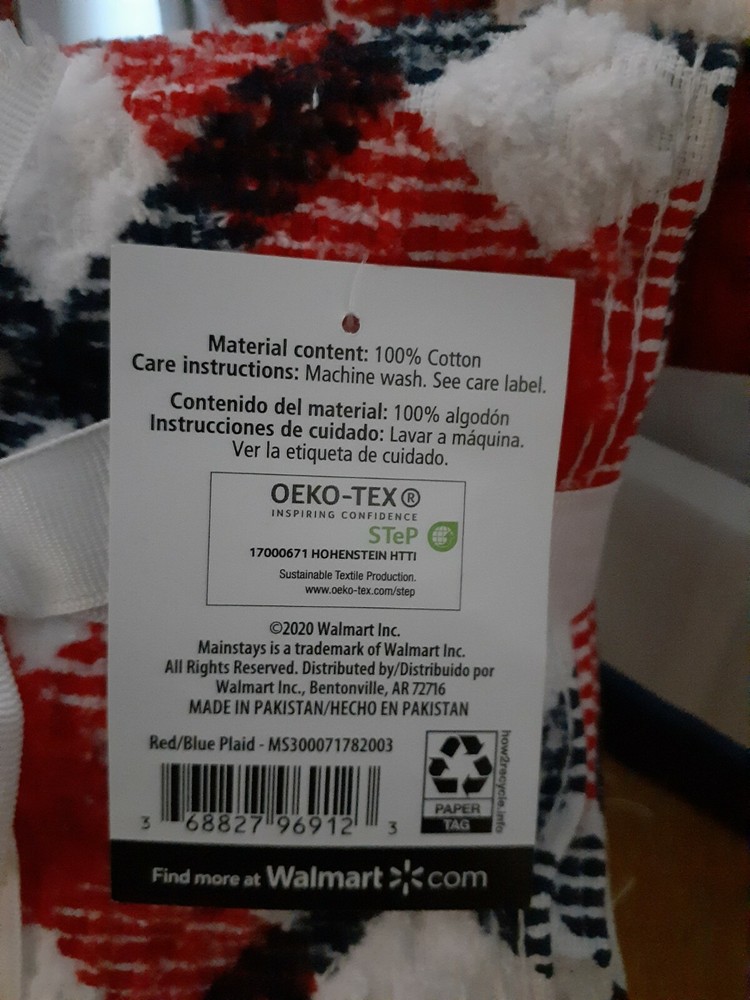 Material content: 100% Cotton
Care instructions: Machine wash. See care label.
Contenido del material: 100% algodón
Instrucciones de cuidado: Lavar a máquina.
Ver la etiqueta de cuidado.
OEKO-TEX®
INSPIRING CONFIDENCE
STeP
17000671 HOHENSTEIN HTTI
Sustainable Textile Production.
www.oeko-tex.com/step
©2020 Walmart Inc.
Mainstays is a trademark of Walmart Inc.
All Rights Reserved. Distributed by/Distribuido por
Walmart Inc., Bentonville, AR 72716
MADE IN PAKISTAN/HECHO EN PAKISTAN
Red/Blue Plaid - MS300071782003
3 68827 96912 3
PAPER
TAG
how2recycle.info
Find more at Walmart com